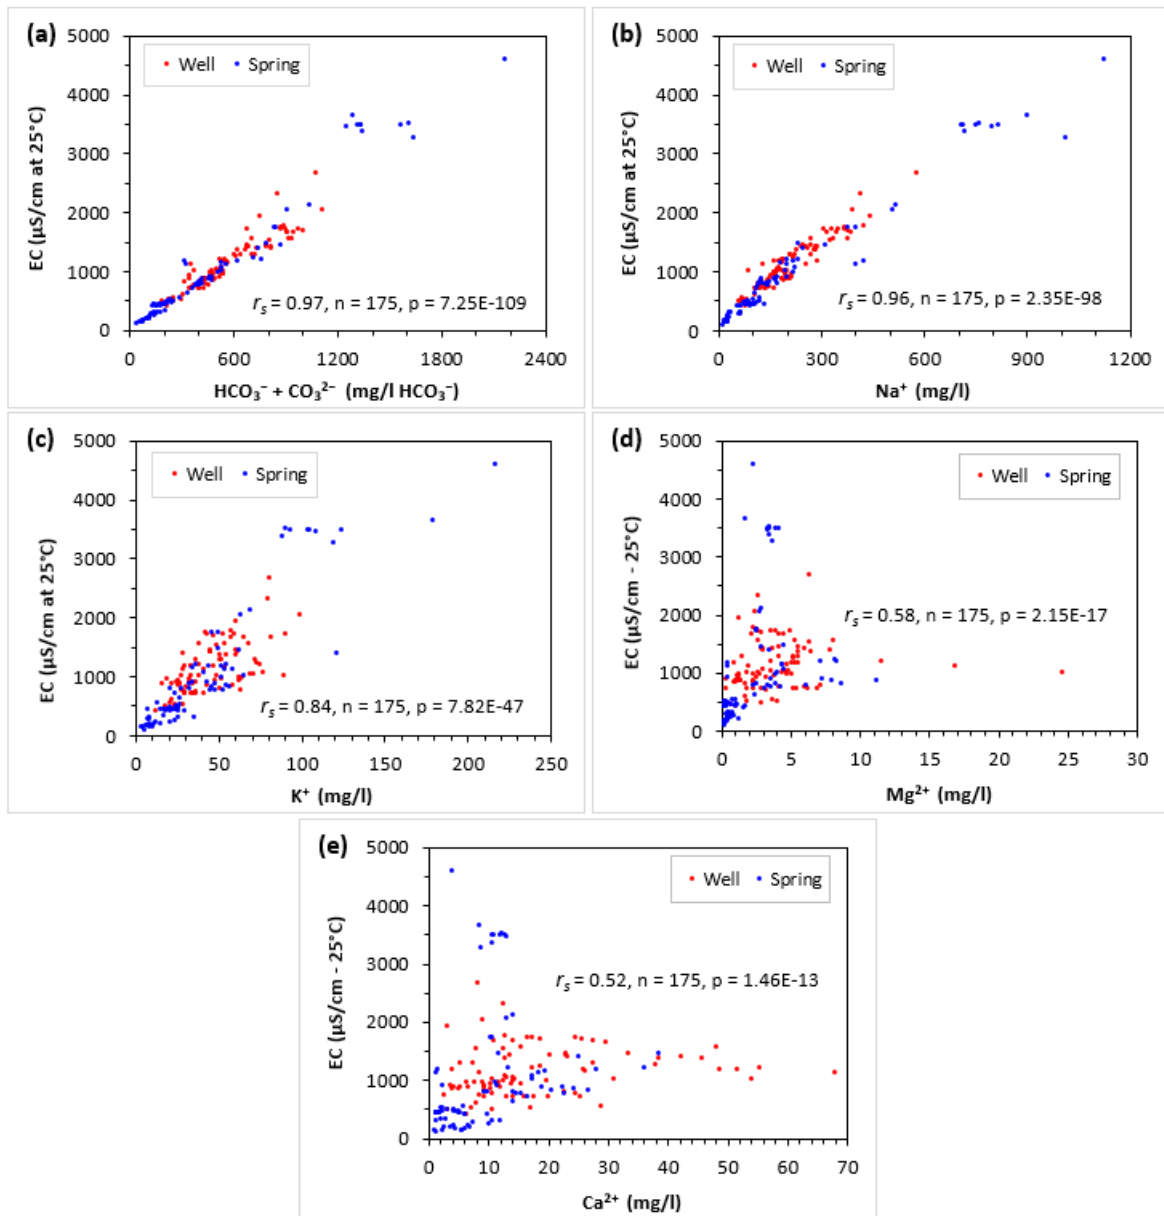 (a)
5000
4000
3000
2000
1000
0
EC (µS/cm at 25°C)
Well Spring
r_s = 0.97, n = 175, p = 7.25E-109
0 600 1200 1800 2400
HCO₃⁻ + CO₃²⁻ (mg/l HCO₃⁻)
(b)
5000
4000
3000
2000
1000
0
EC (µS/cm at 25°C)
Well Spring
r_s = 0.96, n = 175, p = 2.35E-98
0 300 600 900 1200
Na⁺ (mg/l)
(c)
5000
4000
3000
2000
1000
0
EC (µS/cm at 25°C)
Well Spring
r_s = 0.84, n = 175, p = 7.82E-47
0 50 100 150 200 250
K⁺ (mg/l)
(d)
5000
4000
3000
2000
1000
0
EC (µS/cm - 25°C)
Well Spring
r_s = 0.58, n = 175, p = 2.15E-17
0 5 10 15 20 25 30
Mg²⁺ (mg/l)
(e)
5000
4000
3000
2000
1000
0
EC (µS/cm - 25°C)
Well Spring
r_s = 0.52, n = 175, p = 1.46E-13
0 10 20 30 40 50 60 70
Ca²⁺ (mg/l)